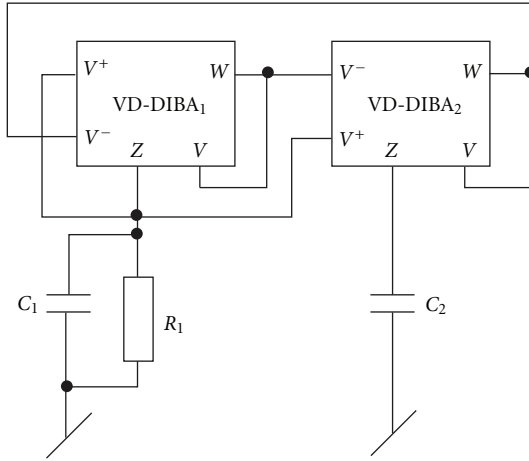 V⁺ W V⁻ W
VD-DIBA₁ VD-DIBA₂
V⁻ V⁺
Z V Z V
C₁ R₁ C₂